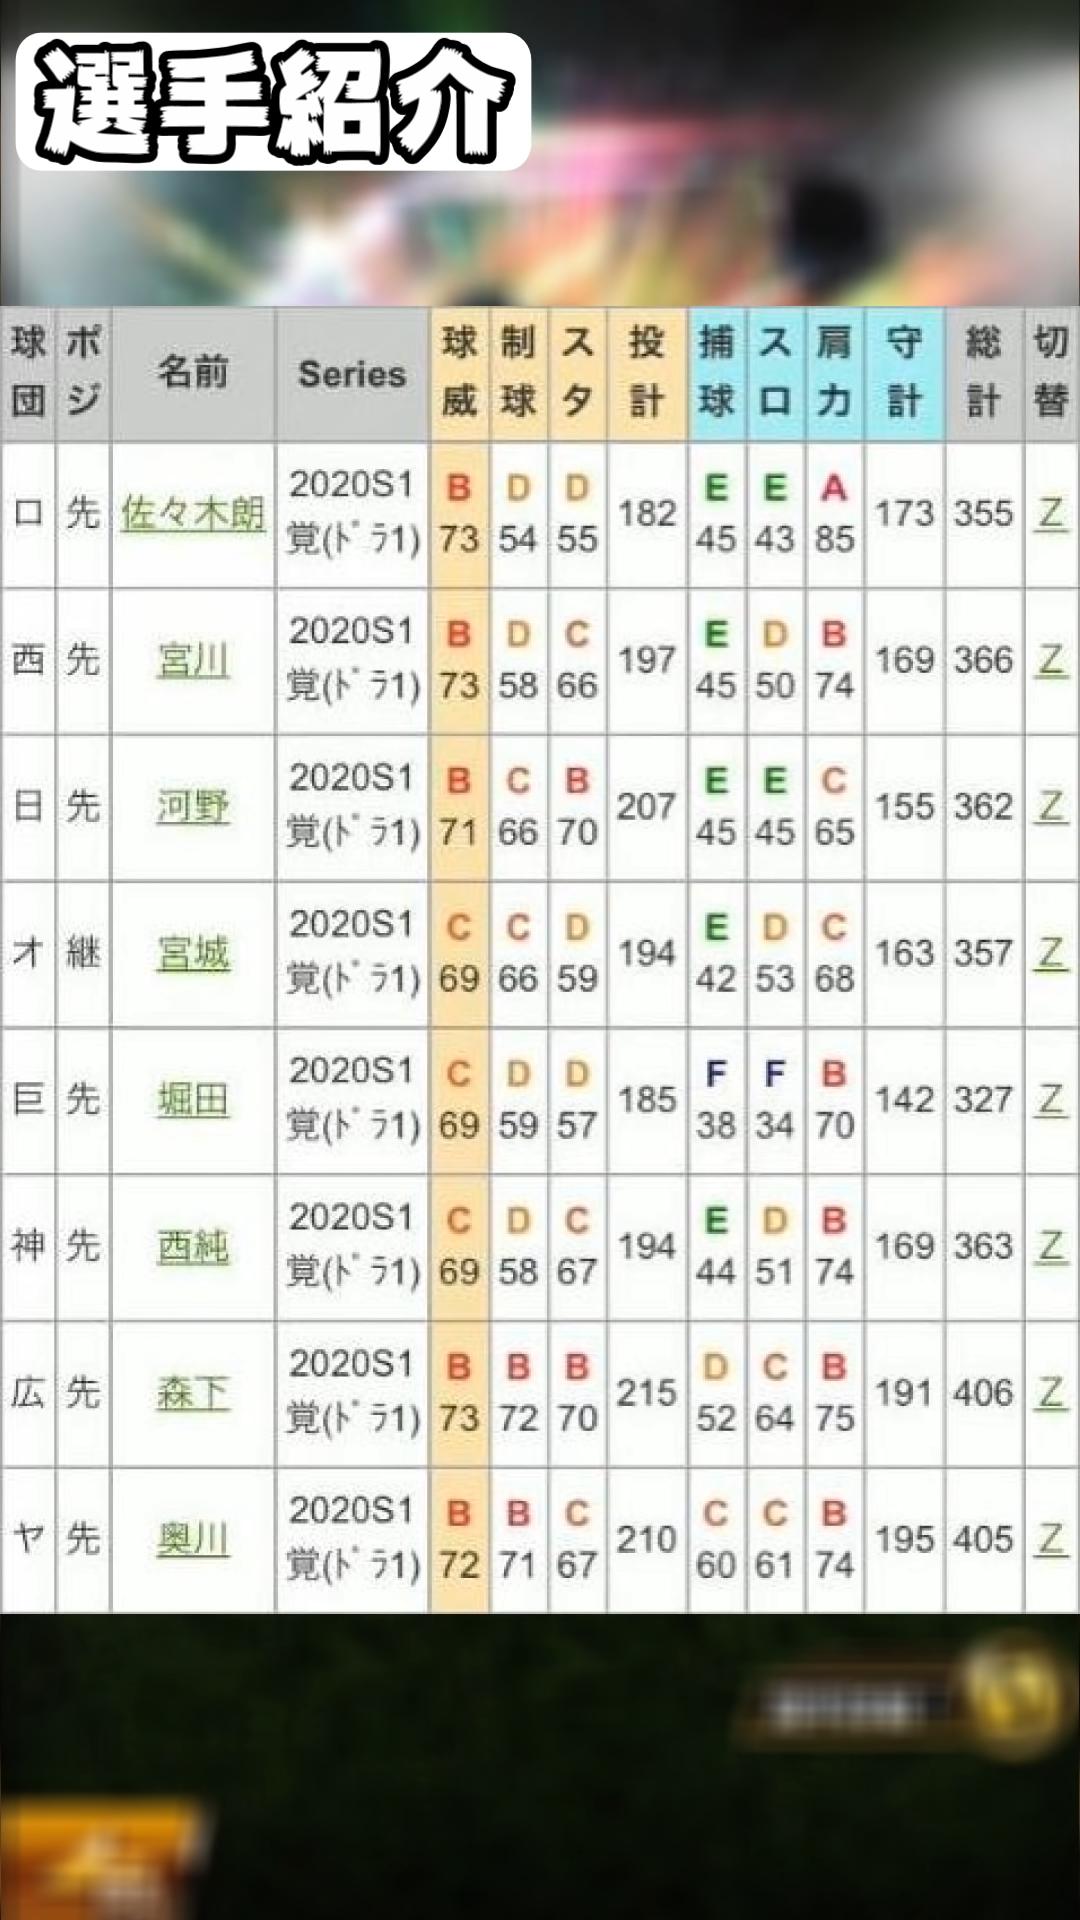 選手紹介
球団 ポジ 名前 Series 球威 制球 スタ 投計 捕球 スロ 肩力 守計 総計 切替
ロ 先 佐々木朗 2020S1 覚(ﾄﾞﾗ1) B 73 D 54 D 55 182 E 45 E 43 A 85 173 355 Z
西 先 宮川 2020S1 覚(ﾄﾞﾗ1) B 73 D 58 C 66 197 E 45 D 50 B 74 169 366 Z
日 先 河野 2020S1 覚(ﾄﾞﾗ1) B 71 C 66 B 70 207 E 45 E 45 C 65 155 362 Z
オ 継 宮城 2020S1 覚(ﾄﾞﾗ1) C 69 C 66 D 59 194 E 42 D 53 C 68 163 357 Z
巨 先 堀田 2020S1 覚(ﾄﾞﾗ1) C 69 D 59 D 57 185 F 38 F 34 B 70 142 327 Z
神 先 西純 2020S1 覚(ﾄﾞﾗ1) C 69 D 58 C 67 194 E 44 D 51 B 74 169 363 Z
広 先 森下 2020S1 覚(ﾄﾞﾗ1) B 73 B 72 B 70 215 D 52 C 64 B 75 191 406 Z
ヤ 先 奥川 2020S1 覚(ﾄﾞﾗ1) B 72 B 71 C 67 210 C 60 C 61 B 74 195 405 Z